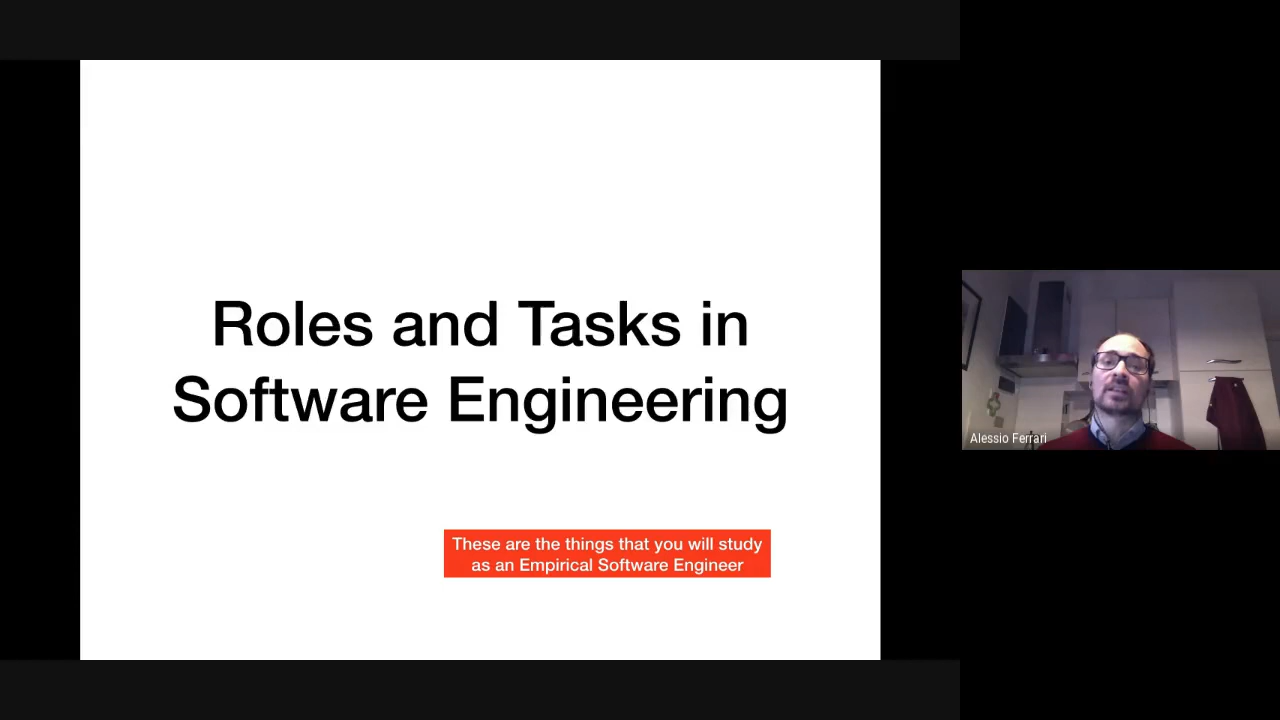 Roles and Tasks in
Software Engineering
These are the things that you will study
as an Empirical Software Engineer
Alessio Ferrari